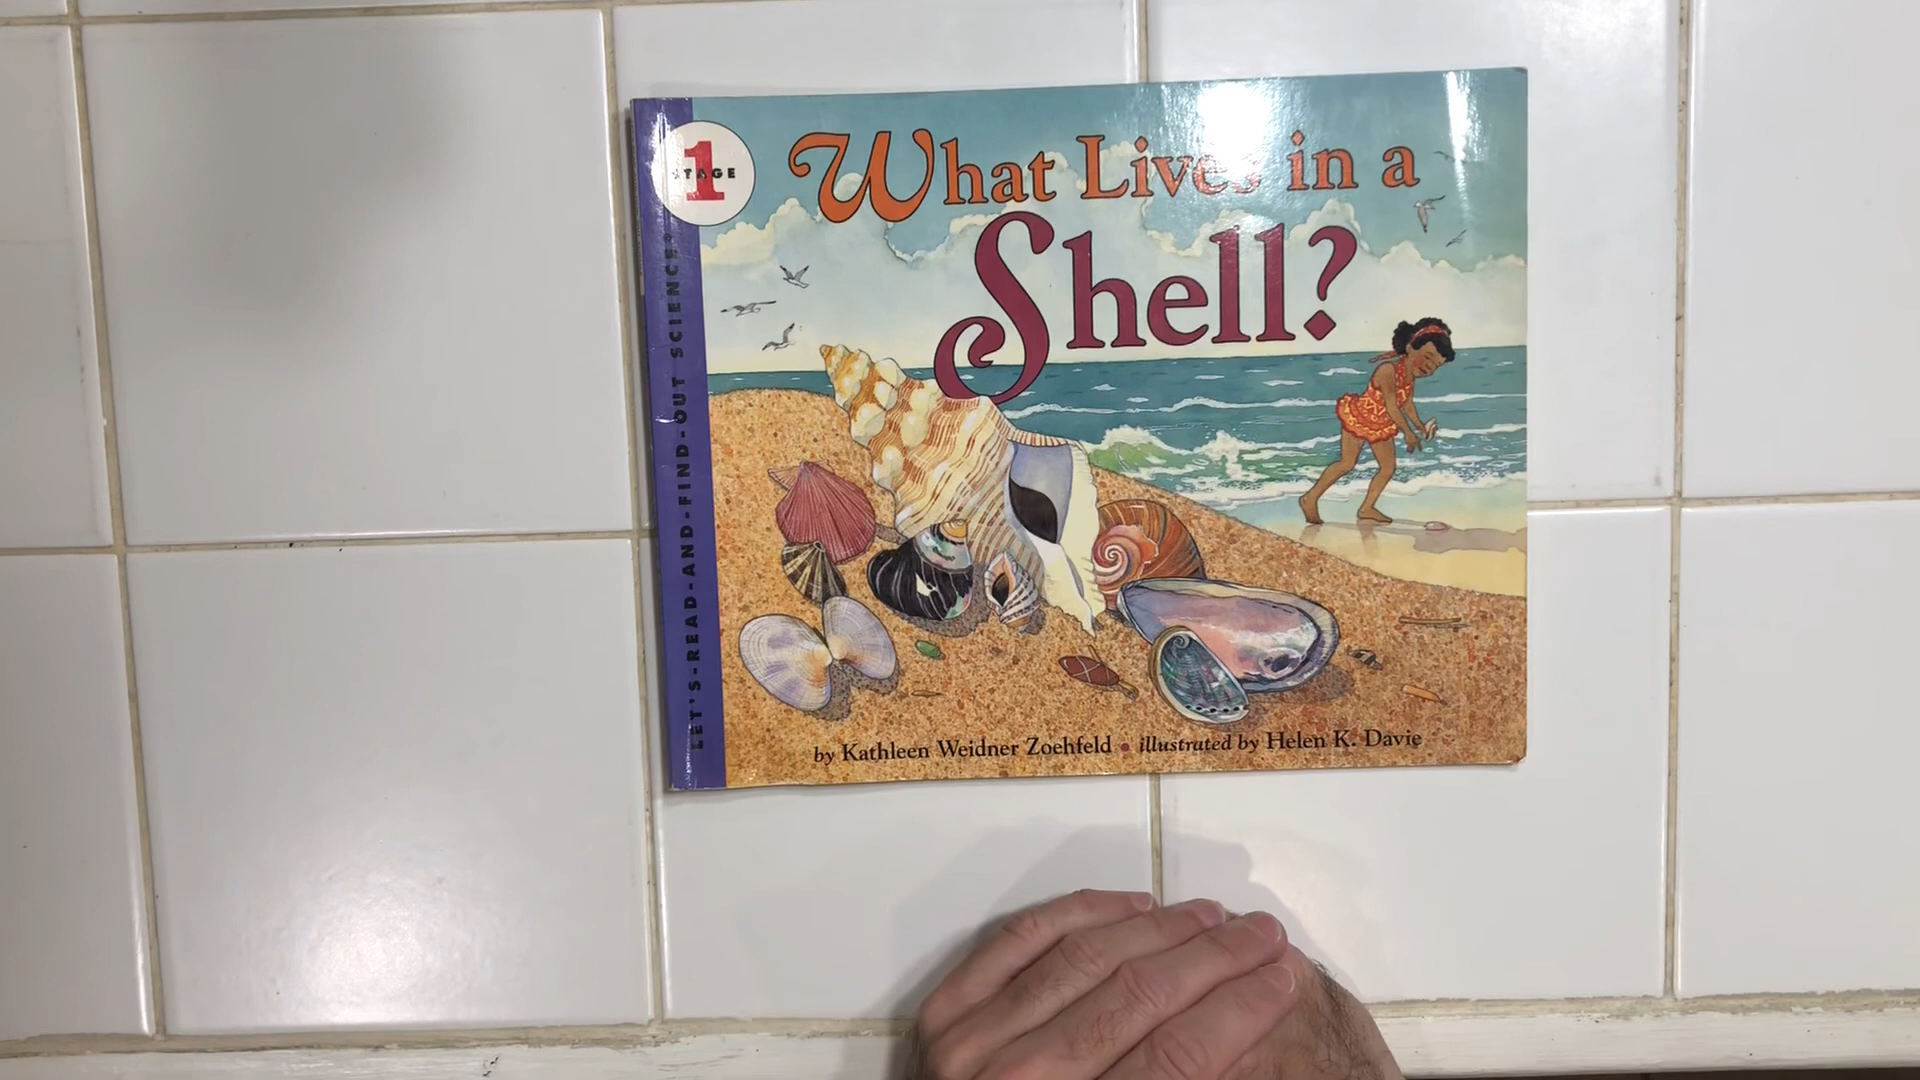 1
STAGE
What Lives in a
Shell?
LET'S-READ-AND-FIND-OUT SCIENCE®
by Kathleen Weidner Zoehfeld • illustrated by Helen K. Davie